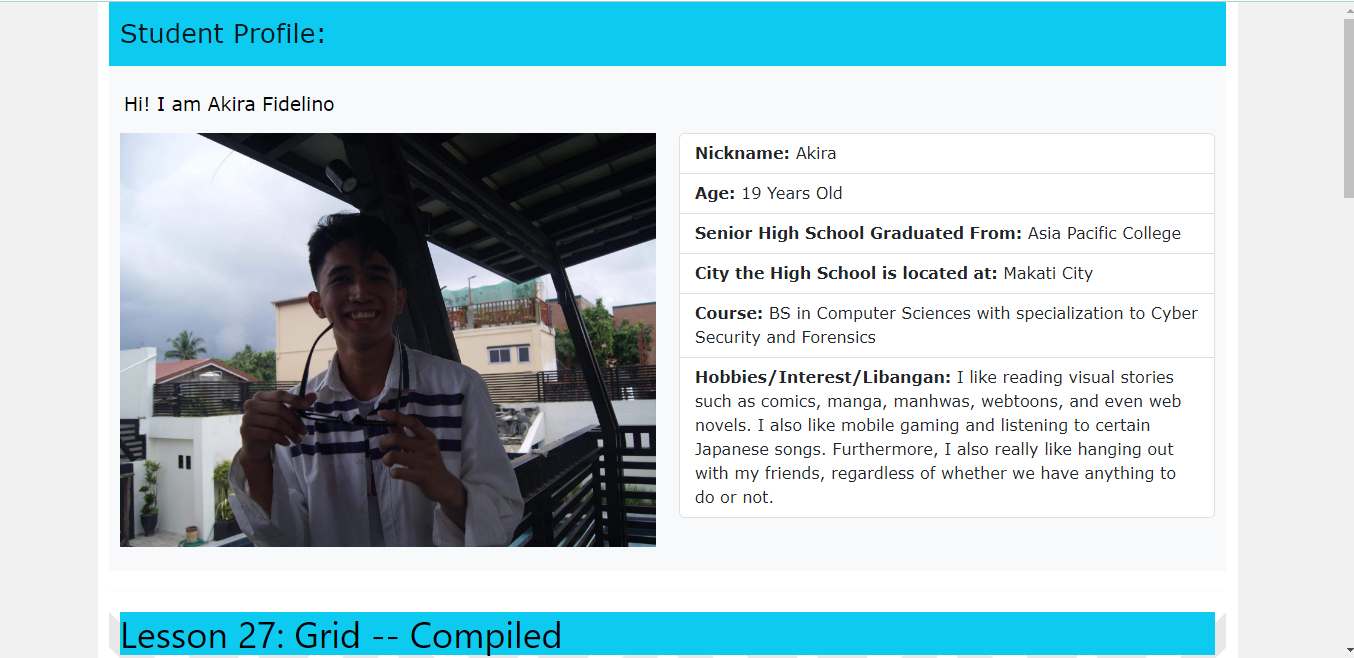 Student Profile:
Hi! I am Akira Fidelino
Nickname: Akira
Age: 19 Years Old
Senior High School Graduated From: Asia Pacific College
City the High School is located at: Makati City
Course: BS in Computer Sciences with specialization to Cyber
Security and Forensics
Hobbies/Interest/Libangan: I like reading visual stories
such as comics, manga, manhwas, webtoons, and even web
novels. I also like mobile gaming and listening to certain
Japanese songs. Furthermore, I also really like hanging out
with my friends, regardless of whether we have anything to
do or not.
Lesson 27: Grid -- Compiled